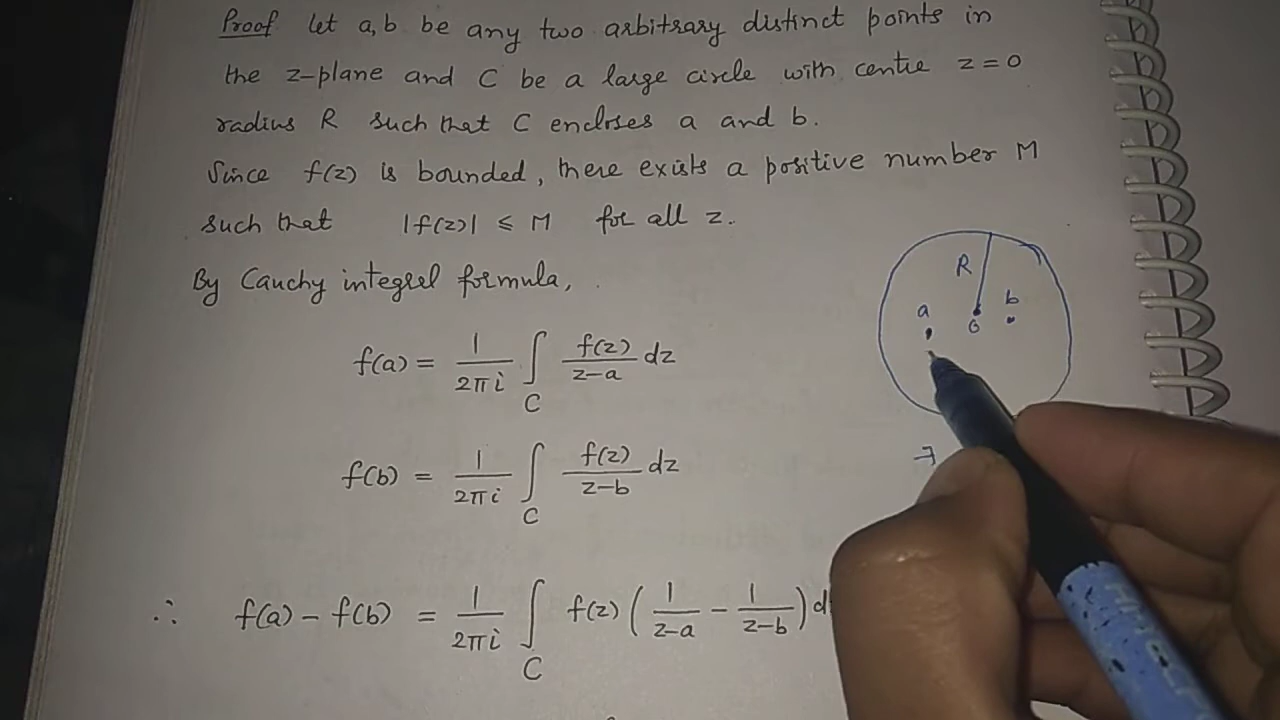 Proof let a, b be any two arbitrary distinct points in
the z-plane and C be a large circle with centre z = 0
radius R such that C encloses a and b.
Since f(z) is bounded, there exists a positive number M
such that |f(z)| ≤ M for all z.
By Cauchy integral formula,
f(a) = 1/2πi ∫_C f(z)/z-a dz
f(b) = 1/2πi ∫_C f(z)/z-b dz
∴ f(a) - f(b) = 1/2πi ∫_C f(z) (1/z-a - 1/z-b) d
R
a
b